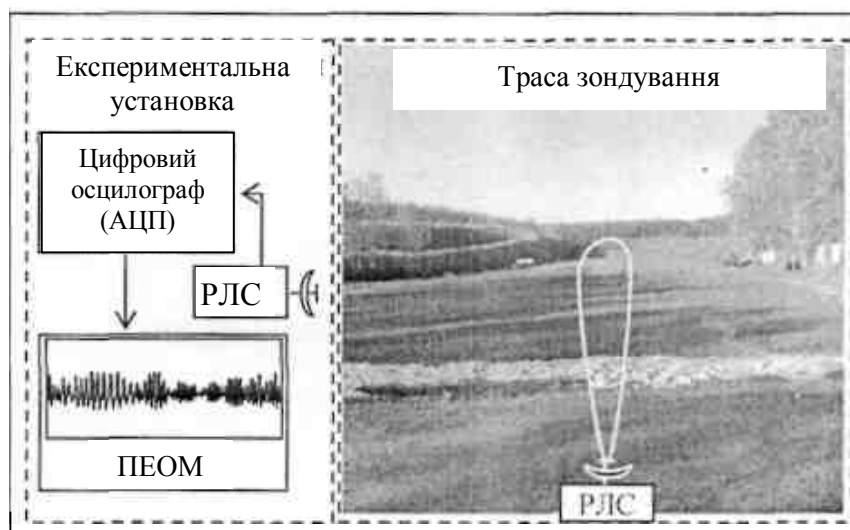 Експериментальна
установка
Цифровий
осцилограф
(АЦП)
РЛС
ПЕОМ
Траса зондування
РЛС